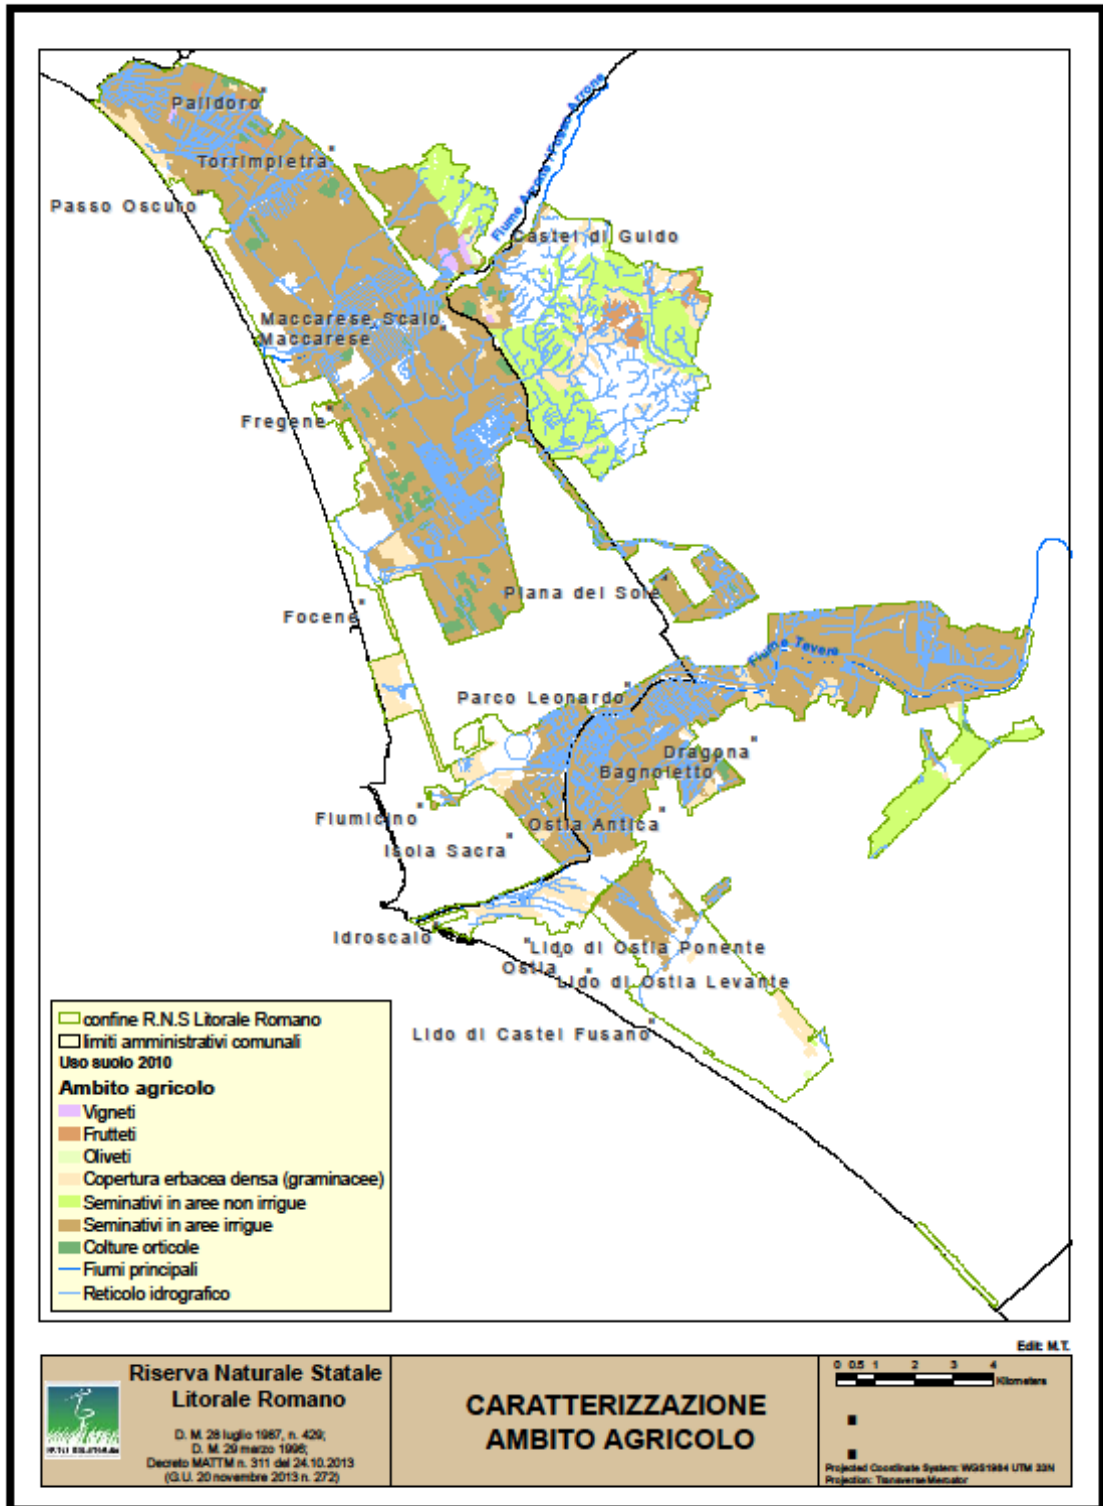 Palidoro
Torrimpietra
Passo Oscuro
Fiume Arrone / Fosso Arrone
Castel di Guido
Maccarese Scalo
Maccarese
Fregene
Piana del Sole
Focene
Fiume Tevere
Parco Leonardo
Dragona
Bagnoletto
Fiumicino
Ostia Antica
Isola Sacra
Idroscalo
Lido di Ostia Ponente
Ostia
Lido di Ostia Levante
Lido di Castel Fusano
confine R.N.S Litorale Romano
limiti amministrativi comunali
Uso suolo 2010
Ambito agricolo
Vigneti
Frutteti
Oliveti
Copertura erbacea densa (graminacee)
Seminativi in aree non irrigue
Seminativi in aree irrigue
Colture orticole
Fiumi principali
Reticolo idrografico
Edit: M.T.
Riserva Naturale Statale
Litorale Romano
D. M. 28 luglio 1987, n. 429;
D. M. 29 marzo 1996;
Decreto MATTM n. 311 del 24.10.2013
(G.U. 20 novembre 2013 n. 272)
CARATTERIZZAZIONE
AMBITO AGRICOLO
0 0.5 1 2 3 4
Kilometers
Projected Coordinate System: WGS1984 UTM 33N
Projection: Transverse Mercator